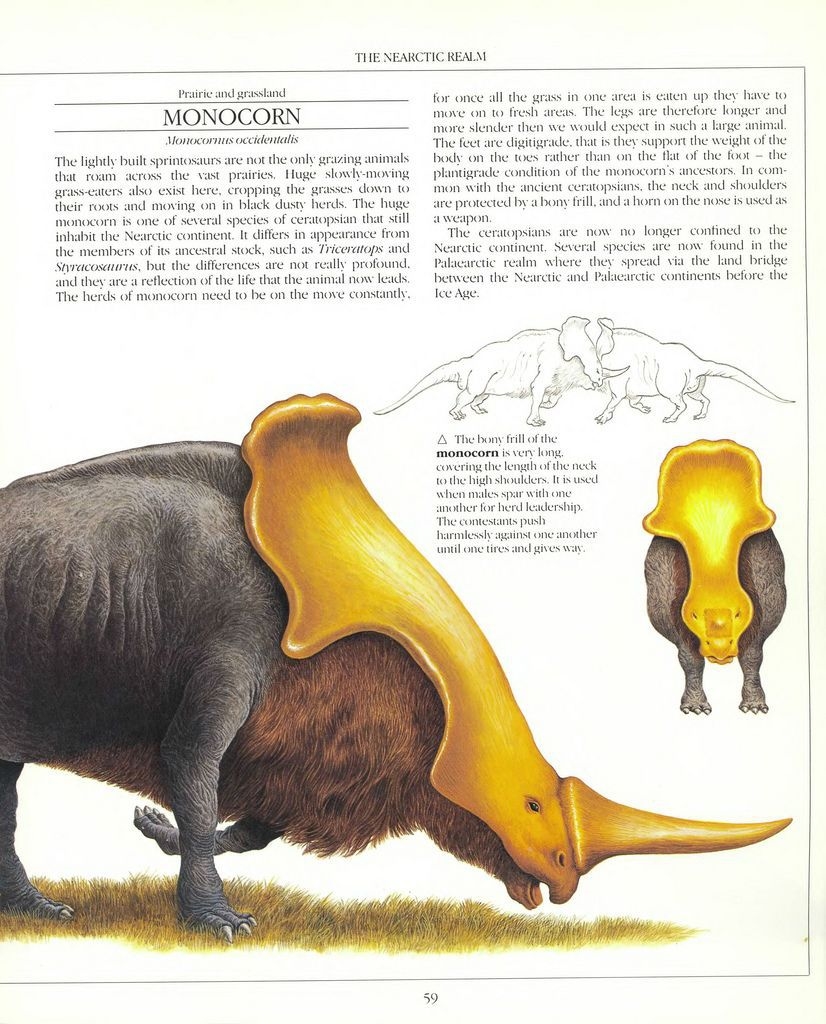 THE NEARCTIC REALM
Prairie and grassland
MONOCORN
Monocornus occidentalis
The lightly built sprintosaurs are not the only grazing animals
that roam across the vast prairies. Huge slowly-moving
grass-eaters also exist here, cropping the grasses down to
their roots and moving on in black dusty herds. The huge
monocorn is one of several species of ceratopsian that still
inhabit the Nearctic continent. It differs in appearance from
the members of its ancestral stock, such as Triceratops and
Styracosaurus, but the differences are not really profound,
and they are a reflection of the life that the animal now leads.
The herds of monocorn need to be on the move constantly,
for once all the grass in one area is eaten up they have to
move on to fresh areas. The legs are therefore longer and
more slender then we would expect in such a large animal.
The feet are digitigrade, that is they support the weight of the
body on the toes rather than on the flat of the foot – the
plantigrade condition of the monocorn's ancestors. In com-
mon with the ancient ceratopsians, the neck and shoulders
are protected by a bony frill, and a horn on the nose is used as
a weapon.
The ceratopsians are now no longer confined to the
Nearctic continent. Several species are now found in the
Palaearctic realm where they spread via the land bridge
between the Nearctic and Palaearctic continents before the
Ice Age.
△ The bony frill of the
monocorn is very long,
covering the length of the neck
to the high shoulders. It is used
when males spar with one
another for herd leadership.
The contestants push
harmlessly against one another
until one tires and gives way.
59